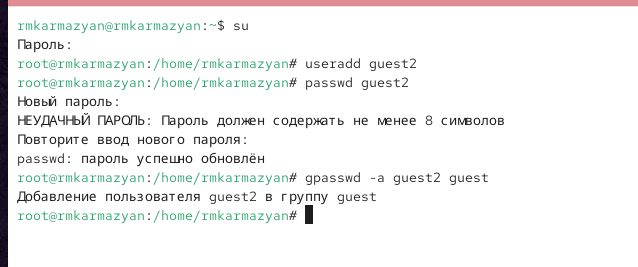 rmkarmazyan@rmkarmazyan:~$ su
Пароль:
root@rmkarmazyan:/home/rmkarmazyan# useradd guest2
root@rmkarmazyan:/home/rmkarmazyan# passwd guest2
Новый пароль:
НЕУДАЧНЫЙ ПАРОЛЬ: Пароль должен содержать не менее 8 символов
Повторите ввод нового пароля:
passwd: пароль успешно обновлён
root@rmkarmazyan:/home/rmkarmazyan# gpasswd -a guest2 guest
Добавление пользователя guest2 в группу guest
root@rmkarmazyan:/home/rmkarmazyan#